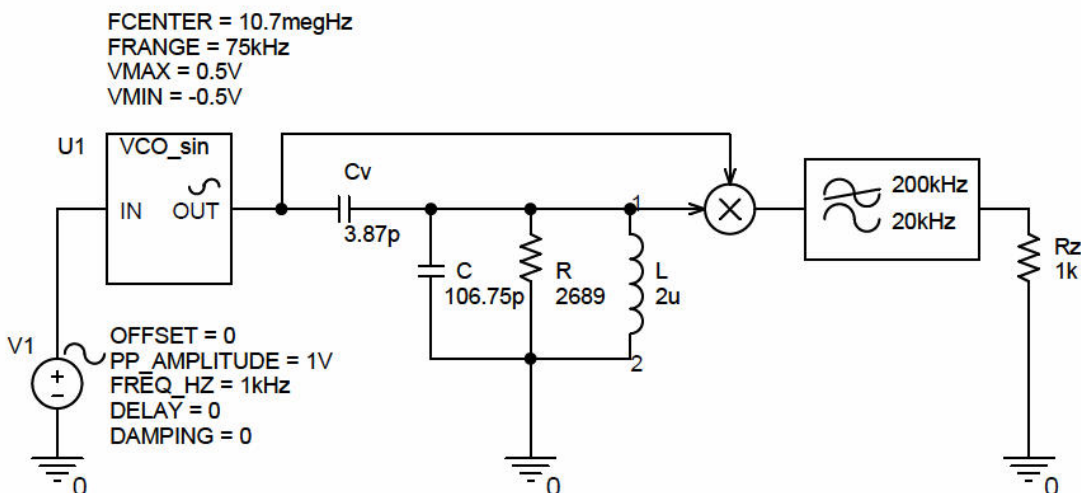 FCENTER = 10.7megHz
FRANGE = 75kHz
VMAX = 0.5V
VMIN = -0.5V
U1
VCO_sin
IN OUT
Cv
3.87p
1
C
106.75p
R
2689
L
2u
2
200kHz
20kHz
Rz
1k
V1
OFFSET = 0
PP_AMPLITUDE = 1V
FREQ_HZ = 1kHz
DELAY = 0
DAMPING = 0
0
0
0